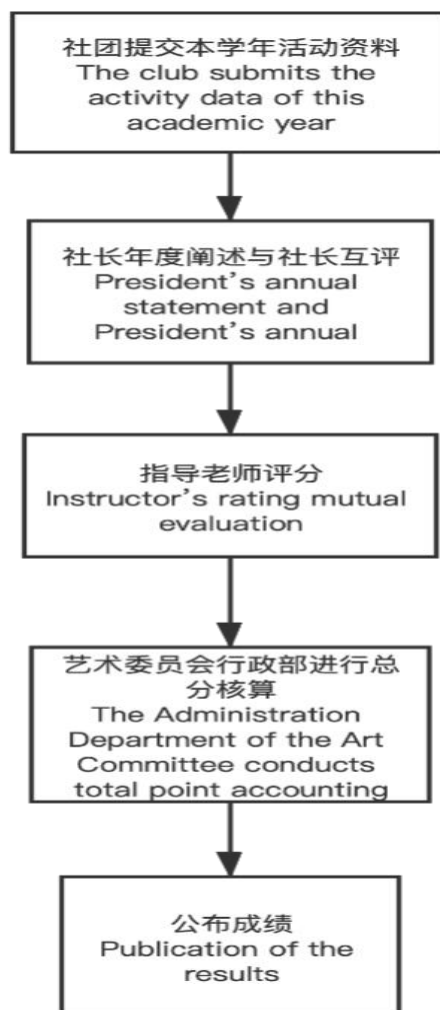 社团提交本学年活动资料
The club submits the
activity data of this
academic year
社长年度阐述与社长互评
President's annual
statement and
President's annual
指导老师评分
Instructor's rating mutual
evaluation
艺术委员会行政部进行总
分核算
The Administration
Department of the Art
Committee conducts
total point accounting
公布成绩
Publication of the
results